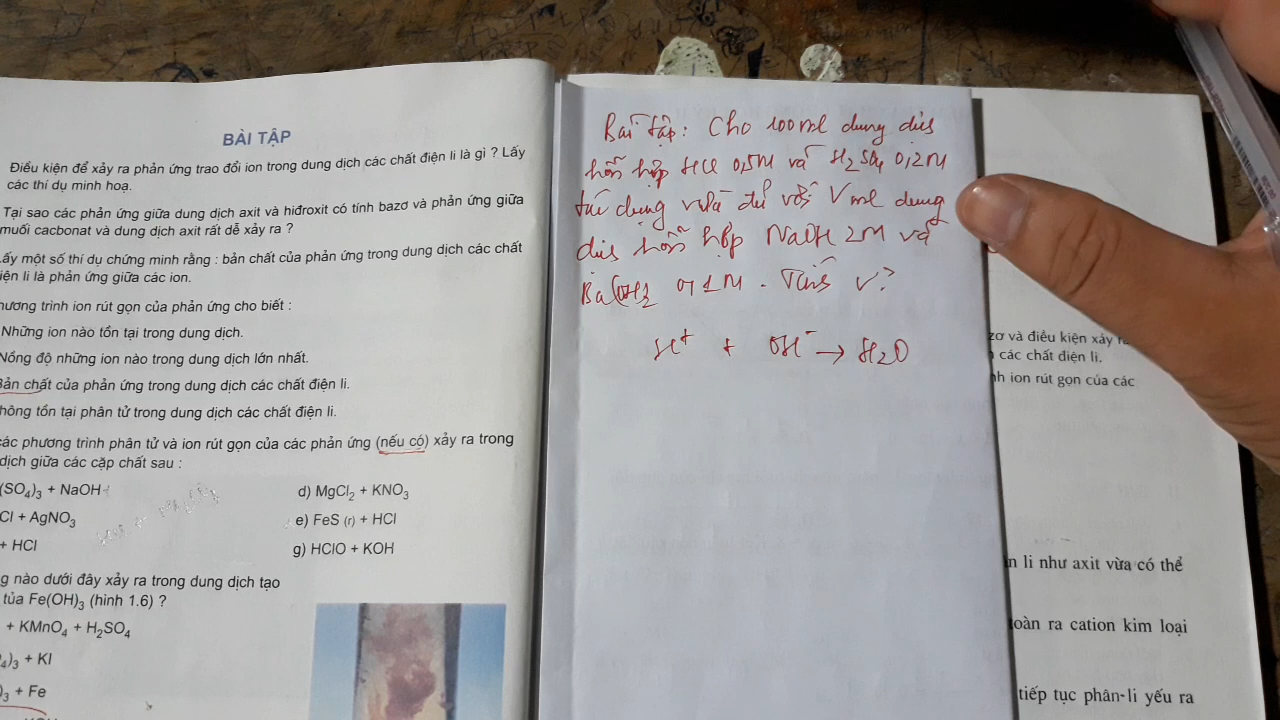 BÀI TẬP
Điều kiện để xảy ra phản ứng trao đổi ion trong dung dịch các chất điện li là gì ? Lấy
các thí dụ minh hoạ.
Tại sao các phản ứng giữa dung dịch axit và hiđroxit có tính bazơ và phản ứng giữa
muối cacbonat và dung dịch axit rất dễ xảy ra ?
ấy một số thí dụ chứng minh rằng : bản chất của phản ứng trong dung dịch các chất
iện li là phản ứng giữa các ion.
hương trình ion rút gọn của phản ứng cho biết :
Những ion nào tồn tại trong dung dịch.
Nồng độ những ion nào trong dung dịch lớn nhất.
Bản chất của phản ứng trong dung dịch các chất điện li.
hông tồn tại phân tử trong dung dịch các chất điện li.
các phương trình phân tử và ion rút gọn của các phản ứng (nếu có) xảy ra trong
dịch giữa các cặp chất sau :
(SO₄)₃ + NaOH
d) MgCl₂ + KNO₃
Cl + AgNO₃
e) FeS (r) + HCl
+ HCl
g) HClO + KOH
g nào dưới đây xảy ra trong dung dịch tạo
tủa Fe(OH)₃ (hình 1.6) ?
+ KMnO₄ + H₂SO₄
₄)₃ + KI
)₃ + Fe
Bài tập : Cho 100ml dung dịch
hỗn hợp HCl 0,5M và H₂SO₄ 0,2M
tác dụng vừa đủ với V ml dung
dịch hỗn hợp NaOH 2M và
Ba(OH)₂ 0,1M . Tính V?
H⁺ + OH⁻ → H₂O
zơ và điều kiện xảy
các chất điện li.
nh ion rút gọn của các
n li như axit vừa có thể
toàn ra cation kim loại
tiếp tục phân li yếu ra